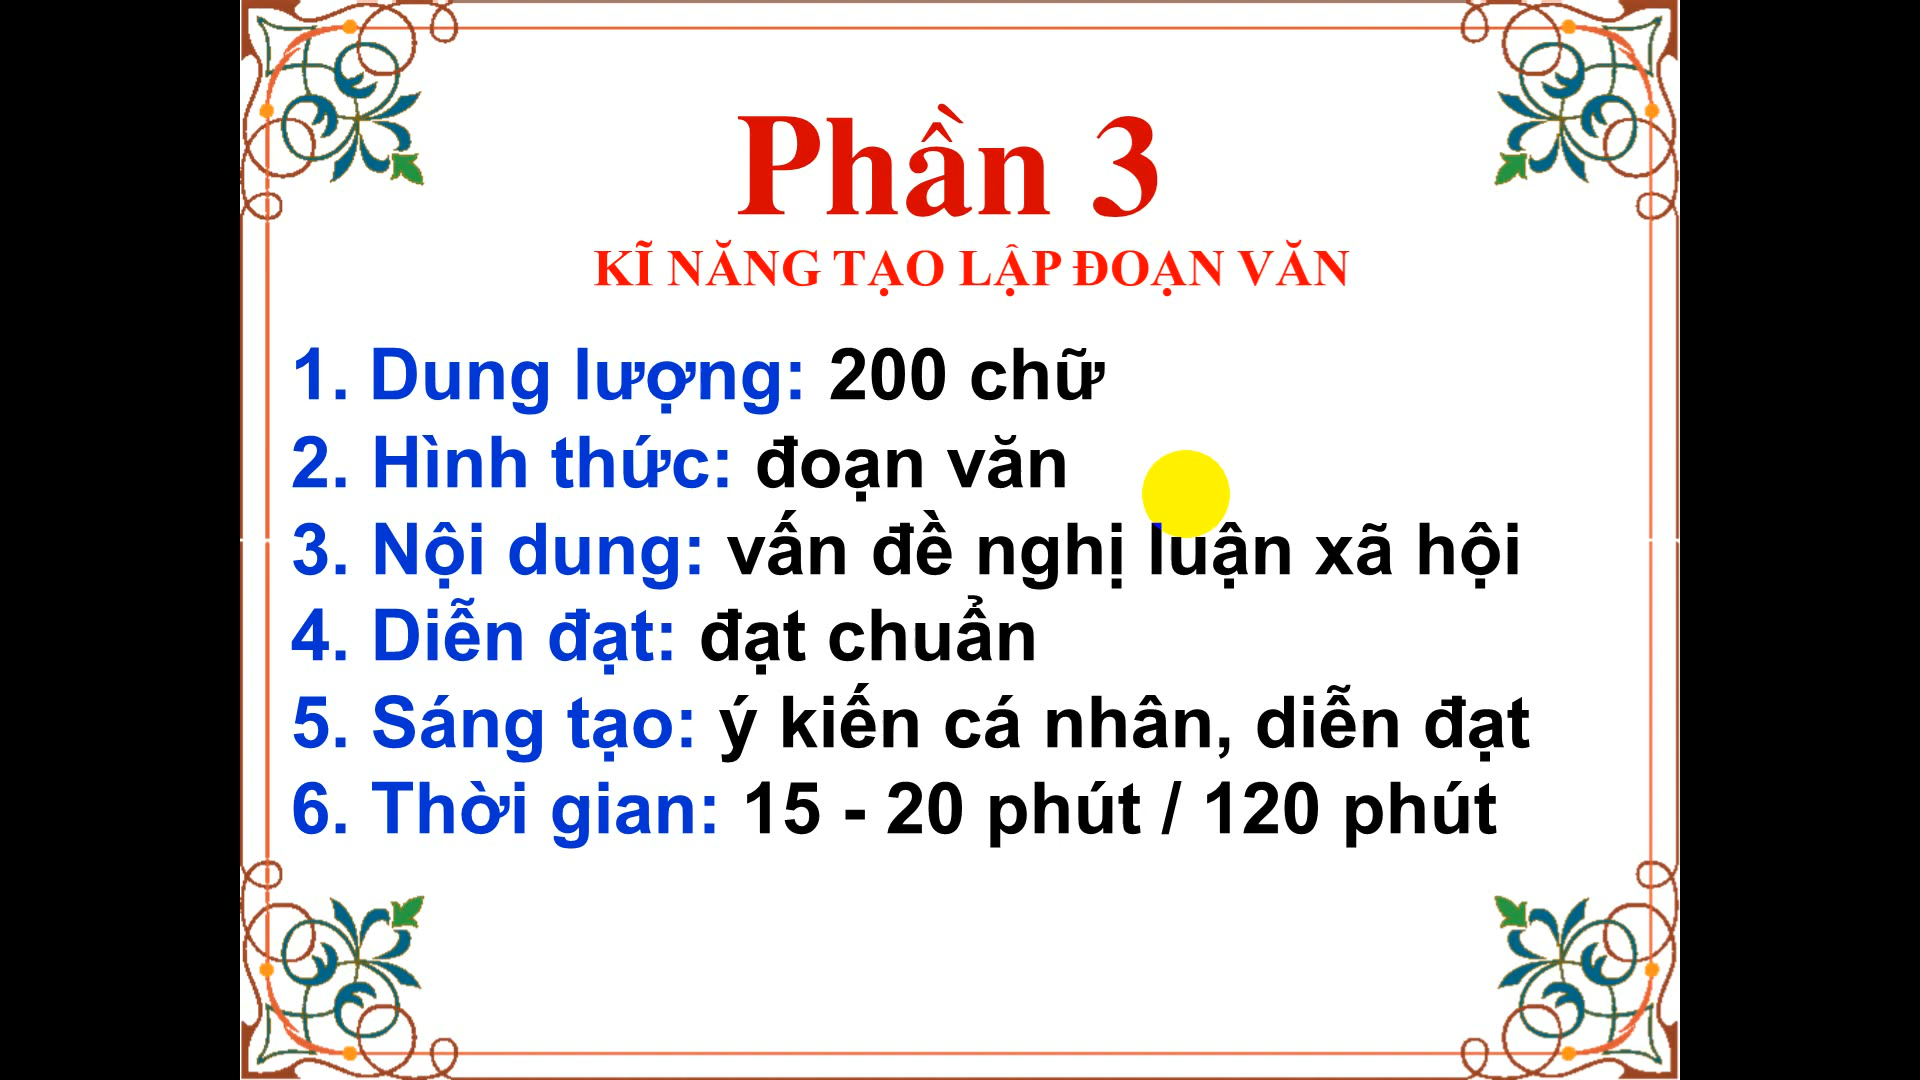 Phần 3
KĨ NĂNG TẠO LẬP ĐOẠN VĂN
1. Dung lượng: 200 chữ
2. Hình thức: đoạn văn
3. Nội dung: vấn đề nghị luận xã hội
4. Diễn đạt: đạt chuẩn
5. Sáng tạo: ý kiến cá nhân, diễn đạt
6. Thời gian: 15 - 20 phút / 120 phút